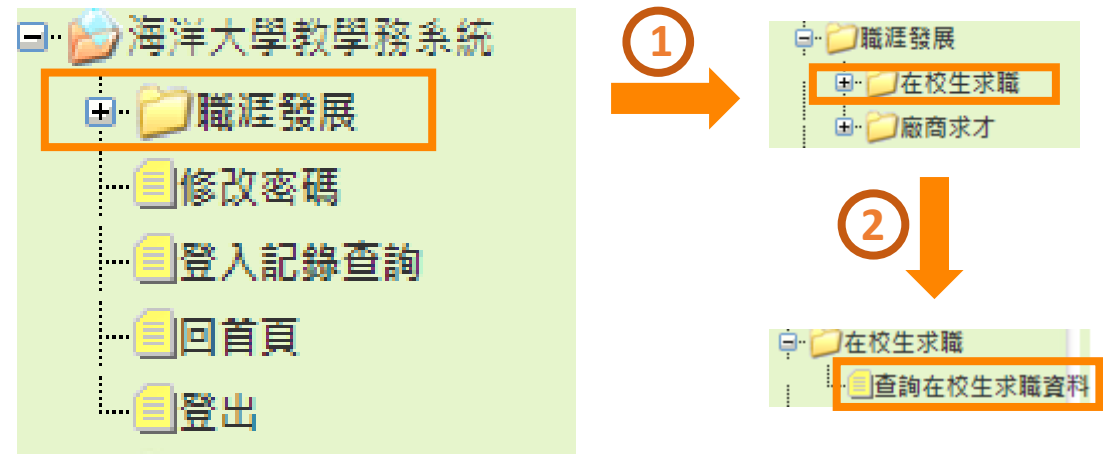 海洋大學教學務系統
職涯發展
修改密碼
登入記錄查詢
回首頁
登出
1
職涯發展
在校生求職
廠商求才
2
在校生求職
查詢在校生求職資料